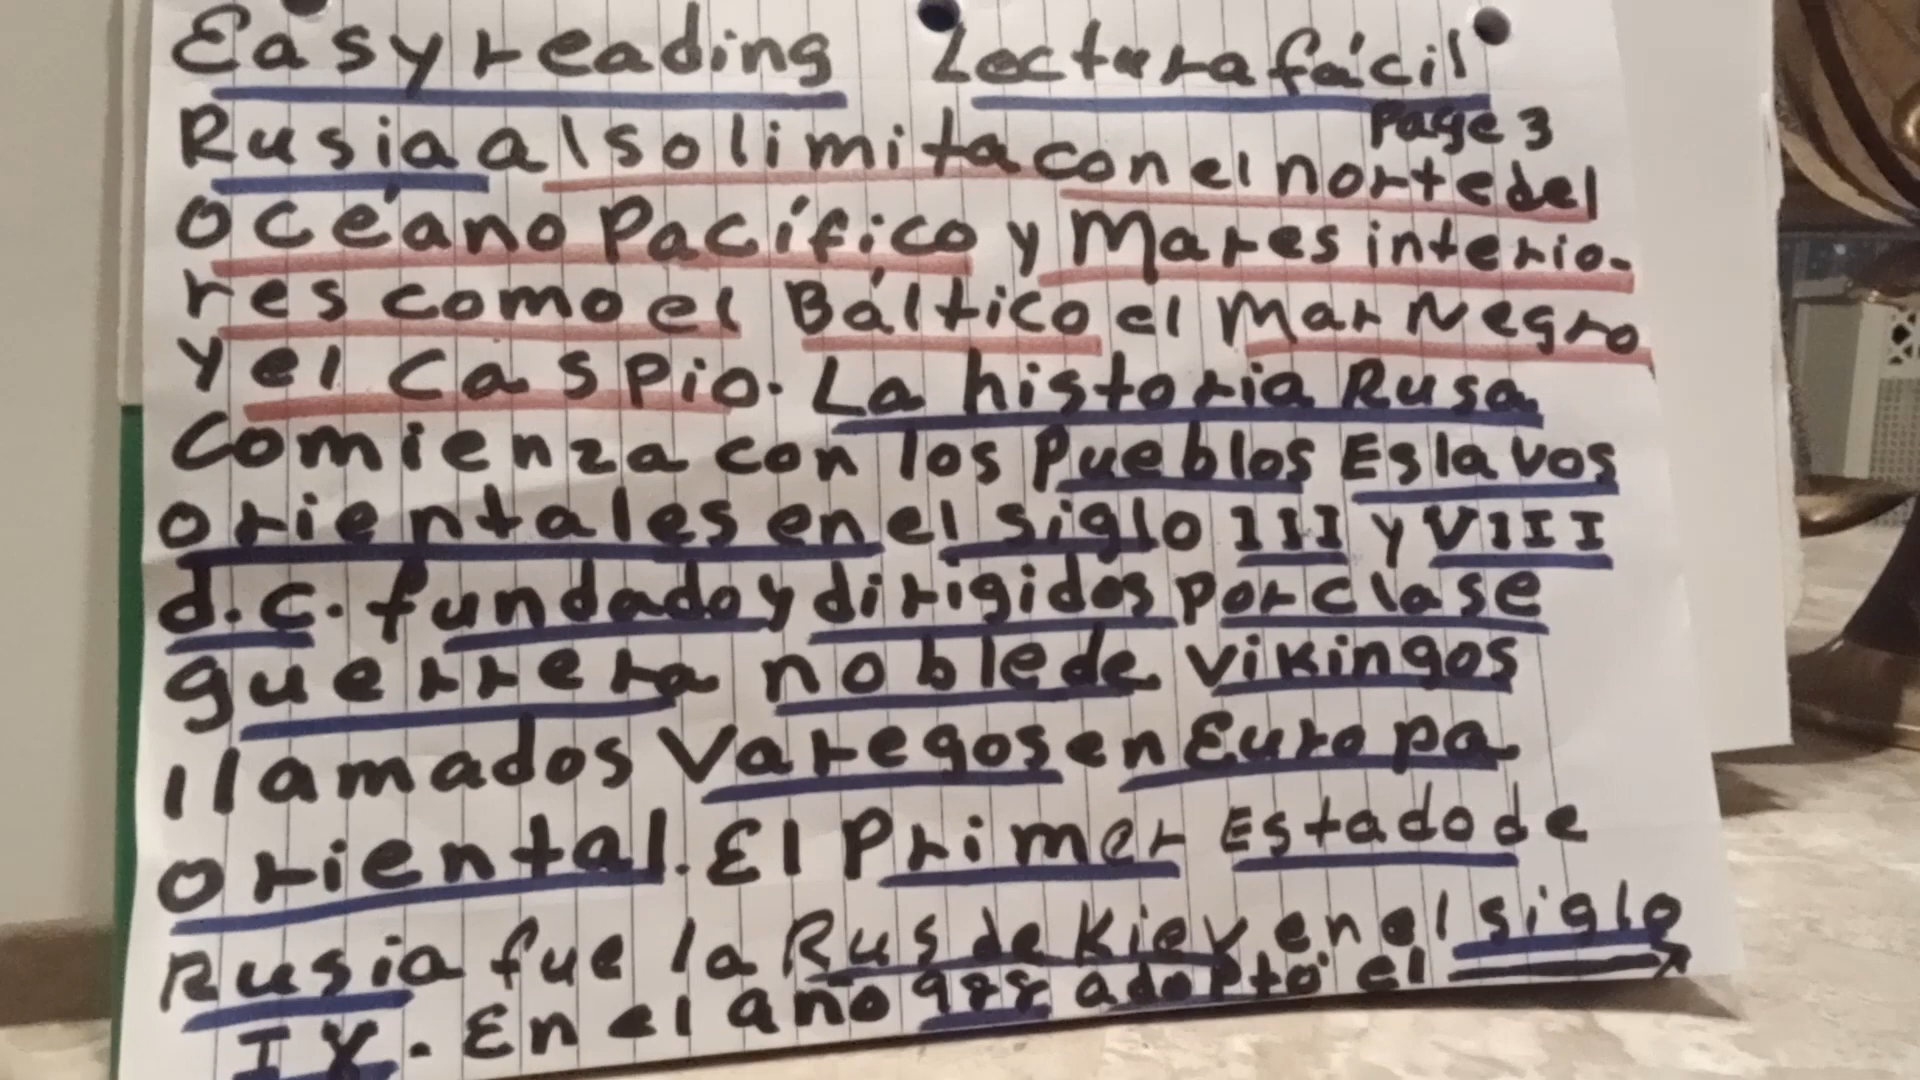 Easy reading Lectura fácil
Page 3
Rusia also limita con el norte del
océano Pacífico y Mares interio-
res como el Báltico el Mar Negro
y el Caspio. La historia Rusa
Comienza con los Pueblos Eslavos
orientales en el siglo III y VIII
d.c. fundado y dirigidos por clase
guerrera noble de vikingos
llamados Varegos en Europa
oriental. El Primer Estado de
Rusia fue la Rus de Kiev en el siglo
IX. En el año 988 adoptó el →